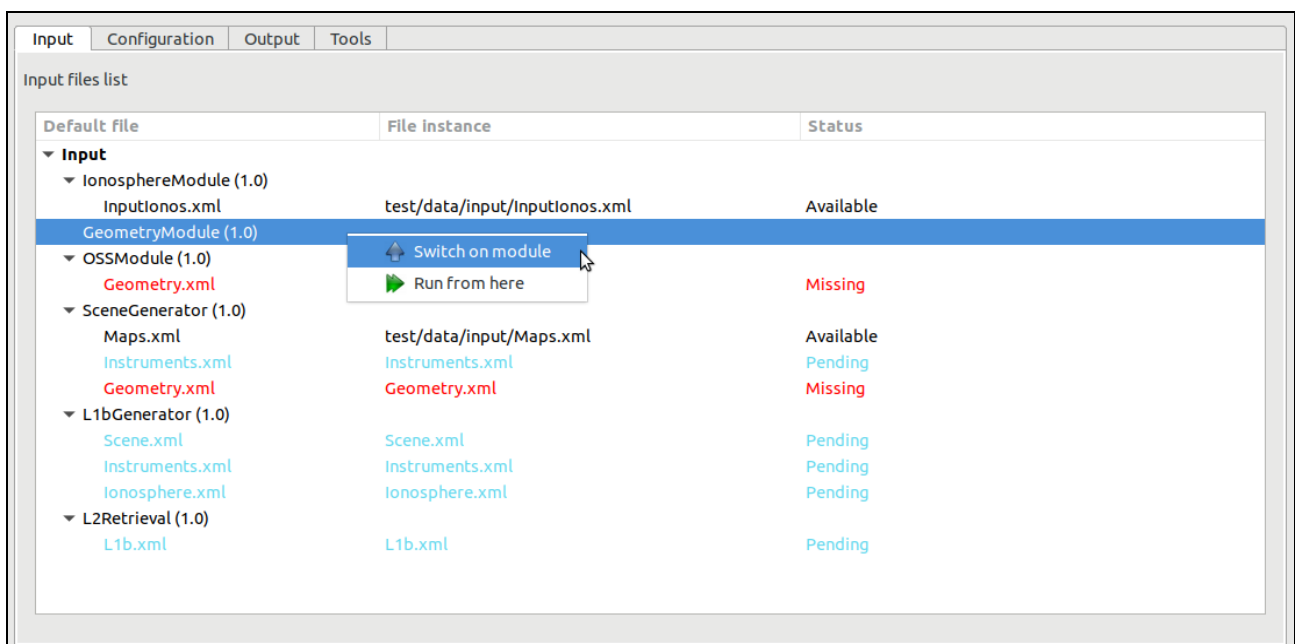 Input Configuration Output Tools
Input files list
Default file File instance Status
Input
IonosphereModule (1.0)
InputIonos.xml test/data/input/InputIonos.xml Available
GeometryModule (1.0)
Switch on module
OSSModule (1.0)
Geometry.xml Run from here Missing
SceneGenerator (1.0)
Maps.xml test/data/input/Maps.xml Available
Instruments.xml Instruments.xml Pending
Geometry.xml Geometry.xml Missing
L1bGenerator (1.0)
Scene.xml Scene.xml Pending
Instruments.xml Instruments.xml Pending
Ionosphere.xml Ionosphere.xml Pending
L2Retrieval (1.0)
L1b.xml L1b.xml Pending